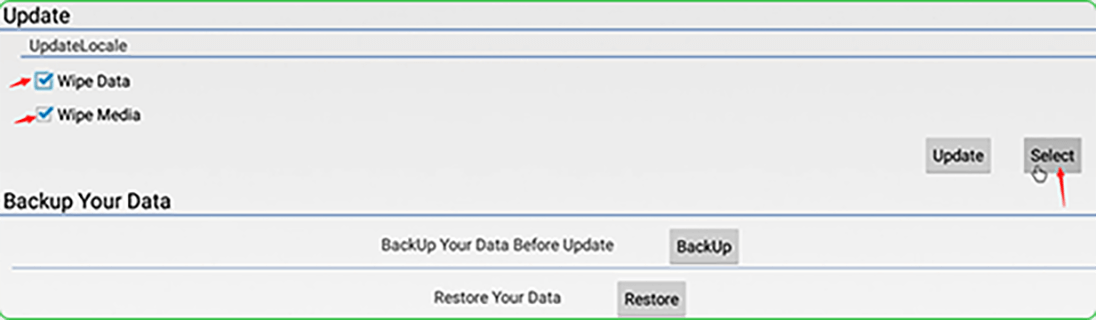 Update
UpdateLocale
Wipe Data
Wipe Media
Update Select
Backup Your Data
BackUp Your Data Before Update BackUp
Restore Your Data Restore